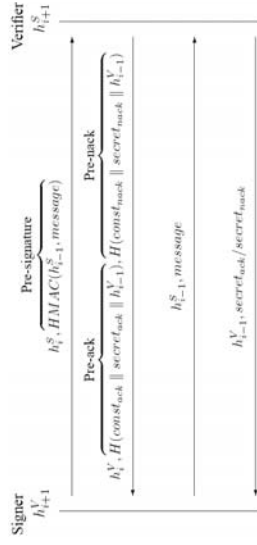 Signer Verifier
h^V_{i+1} h^S_{i+1}
Pre-signature
h^S_i, HMAC(h^S_{i-1}, message)
Pre-ack Pre-nack
h^V_i, H(const_ack ∥ secret_ack ∥ h^V_{i-1}), H(const_nack ∥ secret_nack ∥ h^V_{i-1})
h^S_{i-1}, message
h^V_{i-1}, secret_ack/secret_nack